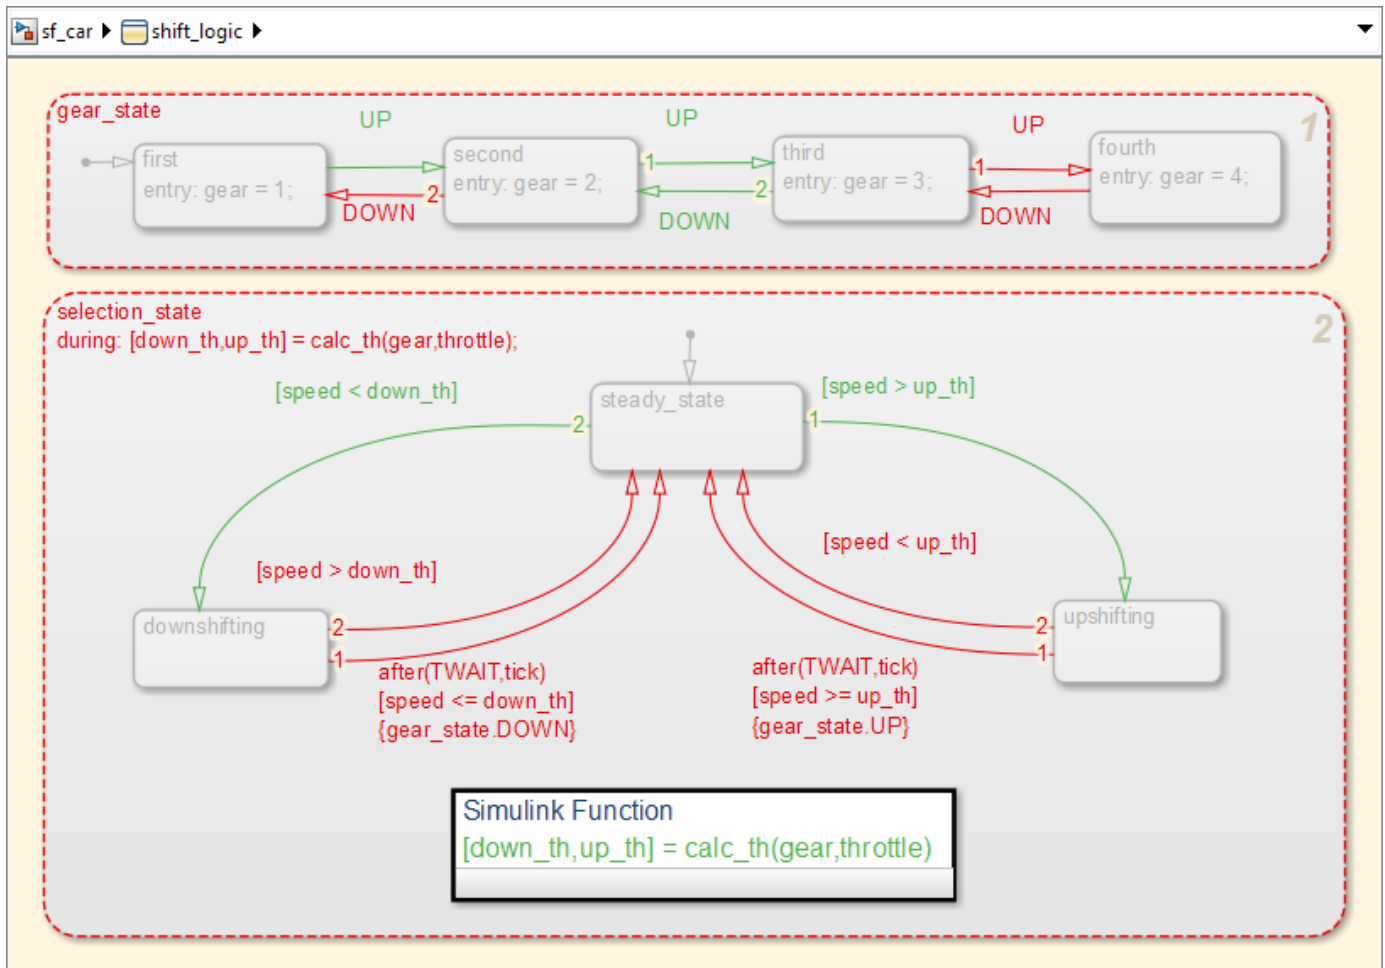 sf_car shift_logic
gear_state
1
UP
UP
UP
first
entry: gear = 1;
second
entry: gear = 2;
third
entry: gear = 3;
fourth
entry: gear = 4;
1
2
1
2
DOWN
DOWN
DOWN
selection_state
during: [down_th,up_th] = calc_th(gear,throttle);
2
[speed < down_th]
[speed > up_th]
steady_state
2
1
[speed > down_th]
[speed < up_th]
downshifting
2
1
upshifting
2
1
after(TWAIT,tick)
[speed <= down_th]
{gear_state.DOWN}
after(TWAIT,tick)
[speed >= up_th]
{gear_state.UP}
Simulink Function
[down_th,up_th] = calc_th(gear,throttle)